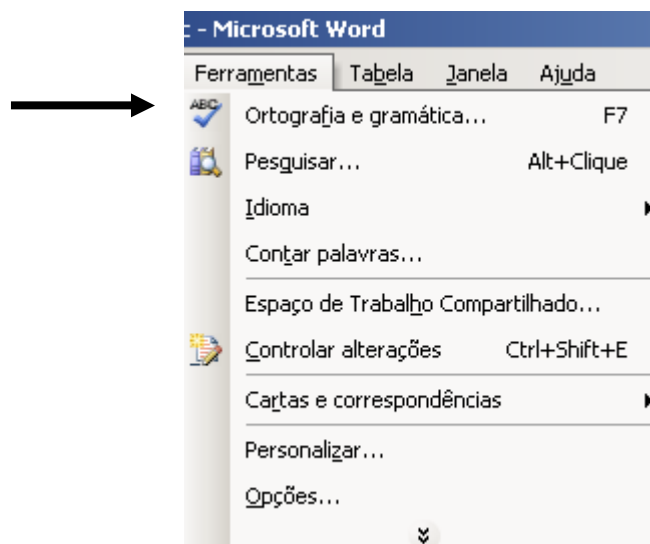 : - Microsoft Word
Ferramentas Tabela Janela Ajuda
ABC Ortografia e gramática... F7
Pesquisar... Alt+Clique
Idioma
Contar palavras...
Espaço de Trabalho Compartilhado...
Controlar alterações Ctrl+Shift+E
Cartas e correspondências
Personalizar...
Opções...